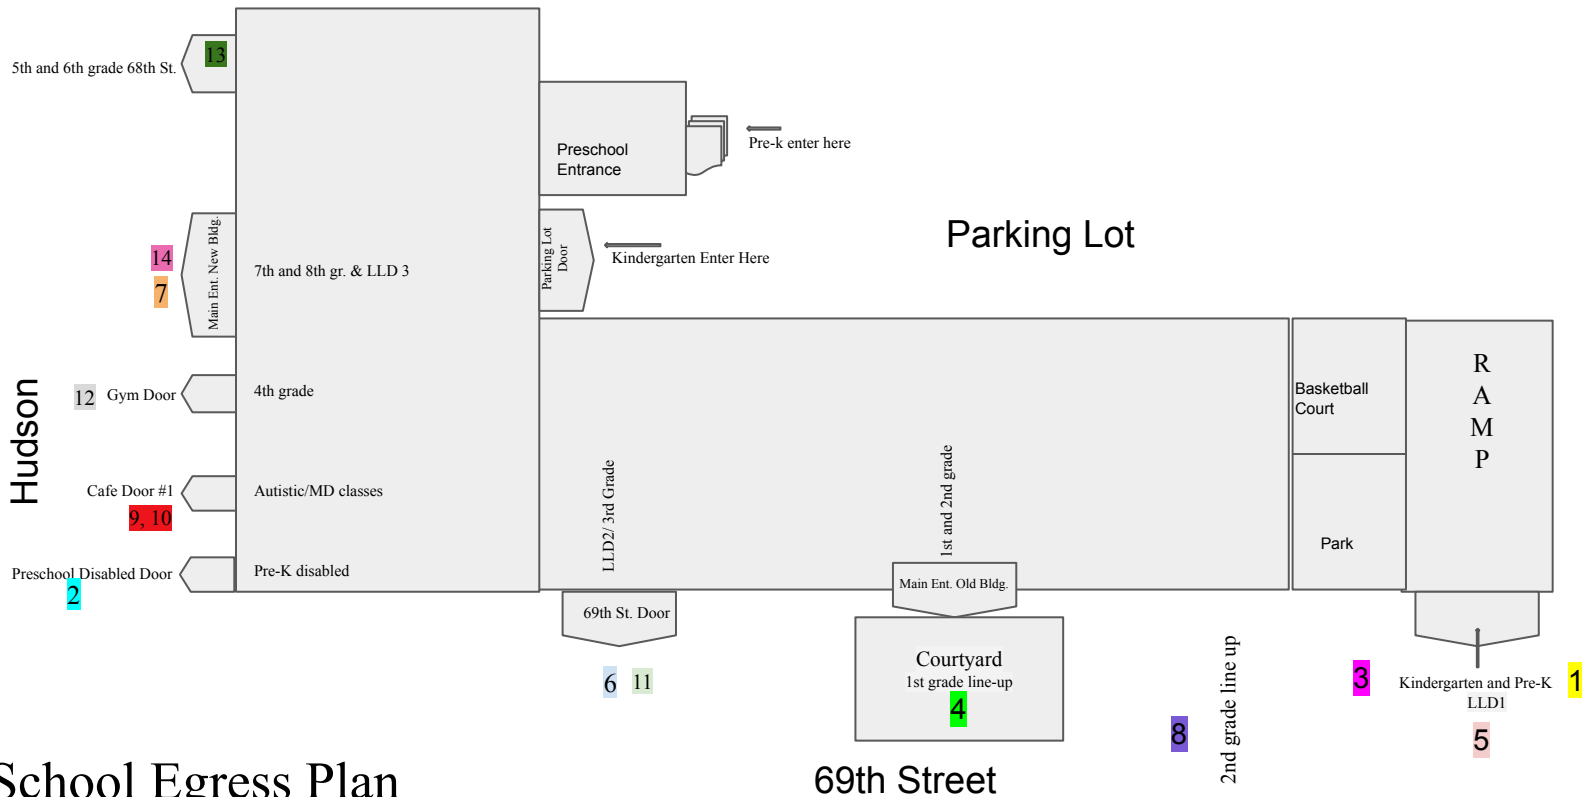 13
5th and 6th grade 68th St.
Preschool
Entrance
Pre-k enter here
Parking Lot
14
7
Main Ent. New Bldg.
7th and 8th gr. & LLD 3
Parking Lot
Door
Kindergarten Enter Here
Hudson
12
Gym Door
4th grade
Basketball
Court
R
A
M
P
Cafe Door #1
9, 10
Autistic/MD classes
LLD2/ 3rd Grade
1st and 2nd grade
Park
Preschool Disabled Door
2
Pre-K disabled
69th St. Door
Main Ent. Old Bldg.
6
11
Courtyard
1st grade line-up
4
8
2nd grade line up
3
Kindergarten and Pre-K
LLD1
1
5
School Egress Plan
69th Street